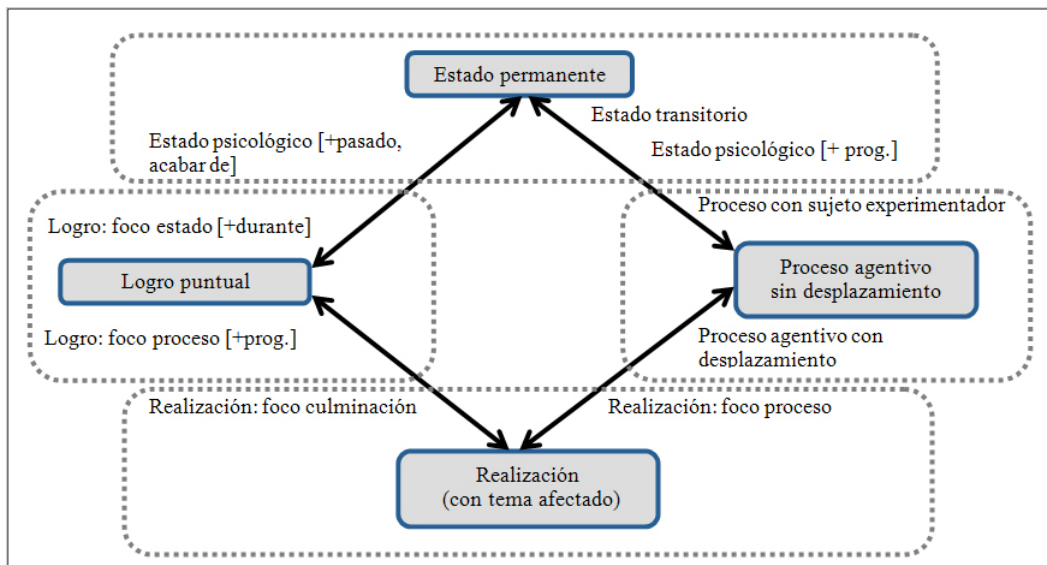 Estado permanente
Estado psicológico [+pasado,
acabar de]
Estado transitorio
Estado psicológico [+ prog.]
Logro: foco estado [+durante]
Logro puntual
Logro: foco proceso [+prog.]
Proceso con sujeto experimentador
Proceso agentivo
sin desplazamiento
Proceso agentivo con
desplazamiento
Realización: foco culminación
Realización: foco proceso
Realización
(con tema afectado)